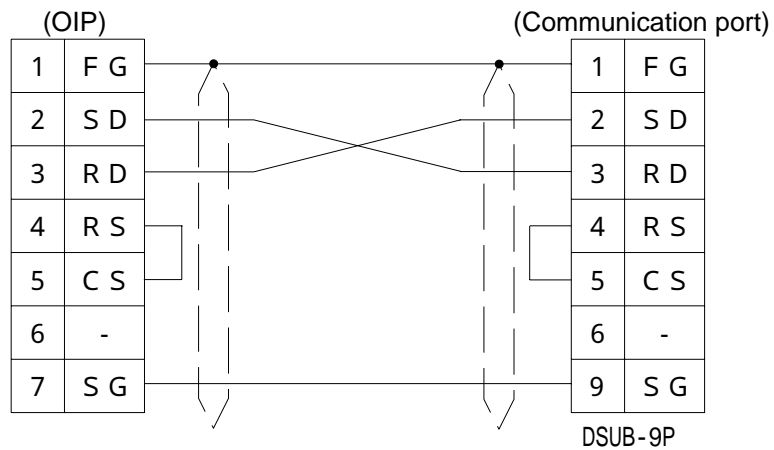 (OIP) (Communication port)
1 F G 1 F G
2 S D 2 S D
3 R D 3 R D
4 R S 4 R S
5 C S 5 C S
6 - 6 -
7 S G 9 S G
DSUB-9P